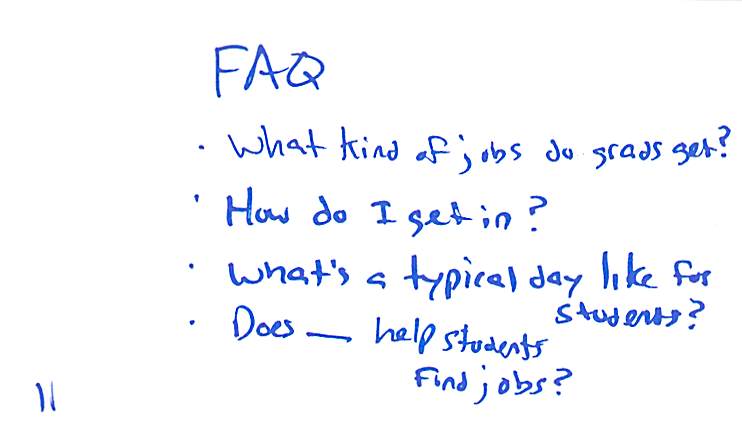 FAQ
· What kind of jobs do grads get?
· How do I get in?
· What's a typical day like for
students?
· Does — help students
find jobs?
11